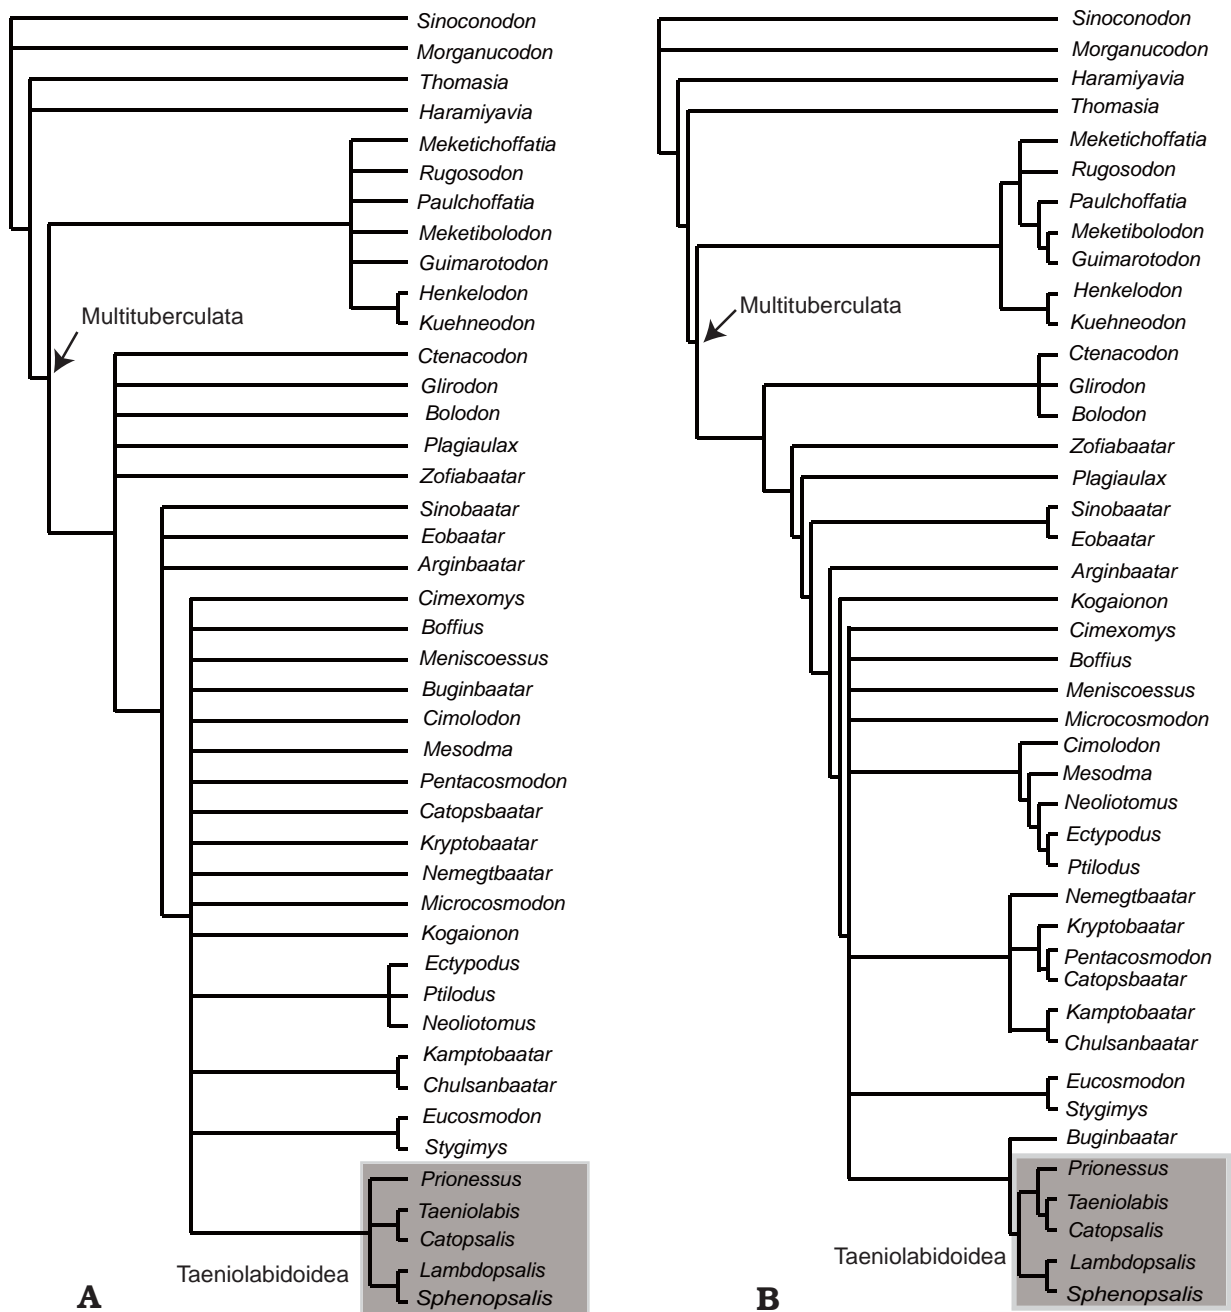 Sinoconodon
Morganucodon
Thomasia
Haramiyavia
Meketichoffatia
Rugosodon
Paulchoffatia
Meketibolodon
Guimarotodon
Henkelodon
Kuehneodon
Multituberculata
Ctenacodon
Glirodon
Bolodon
Plagiaulax
Zofiabaatar
Sinobaatar
Eobaatar
Arginbaatar
Cimexomys
Boffius
Meniscoessus
Buginbaatar
Cimolodon
Mesodma
Pentacosmodon
Catopsbaatar
Kryptobaatar
Nemegtbaatar
Microcosmodon
Kogaionon
Ectypodus
Ptilodus
Neoliotomus
Kamptobaatar
Chulsanbaatar
Eucosmodon
Stygimys
Prionessus
Taeniolabis
Catopsalis
Lambdopsalis
Sphenopsalis
Taeniolabidoidea
A
Sinoconodon
Morganucodon
Haramiyavia
Thomasia
Meketichoffatia
Rugosodon
Paulchoffatia
Meketibolodon
Guimarotodon
Henkelodon
Kuehneodon
Multituberculata
Ctenacodon
Glirodon
Bolodon
Zofiabaatar
Plagiaulax
Sinobaatar
Eobaatar
Arginbaatar
Kogaionon
Cimexomys
Boffius
Meniscoessus
Microcosmodon
Cimolodon
Mesodma
Neoliotomus
Ectypodus
Ptilodus
Nemegtbaatar
Kryptobaatar
Pentacosmodon
Catopsbaatar
Kamptobaatar
Chulsanbaatar
Eucosmodon
Stygimys
Buginbaatar
Prionessus
Taeniolabis
Catopsalis
Lambdopsalis
Sphenopsalis
Taeniolabidoidea
B